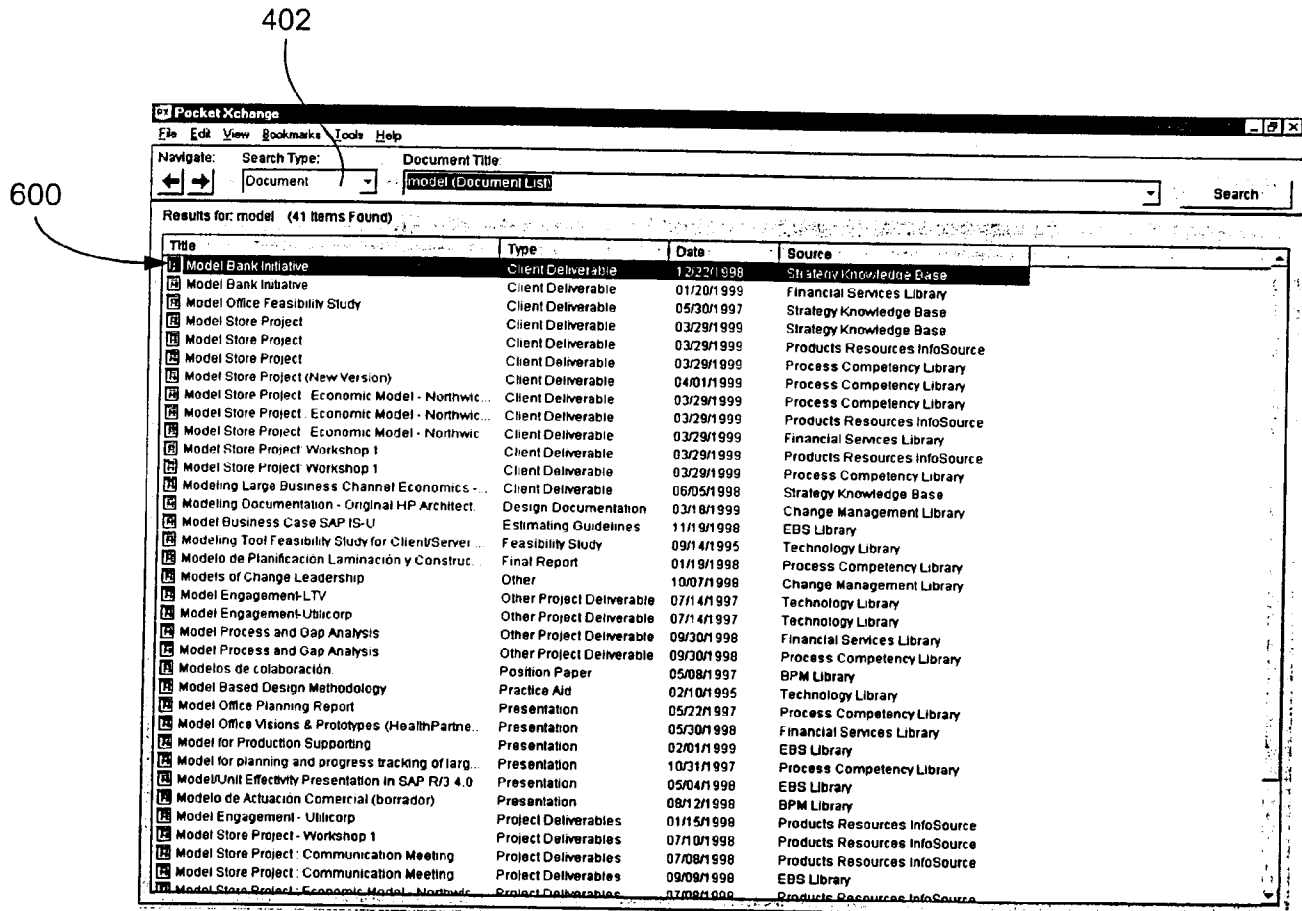 402
600
PX Pocket Xchange
File Edit View Bookmarks Tools Help
Navigate: Search Type: Document Title:
Document model (Document List) Search
Results for: model (41 Items Found)
Title Type Date Source
Model Bank Initiative Client Deliverable 12/22/1998 Strategy Knowledge Base
Model Bank Initiative Client Deliverable 01/20/1999 Financial Services Library
Model Office Feasibility Study Client Deliverable 05/30/1997 Strategy Knowledge Base
Model Store Project Client Deliverable 03/29/1999 Strategy Knowledge Base
Model Store Project Client Deliverable 03/29/1999 Products Resources InfoSource
Model Store Project Client Deliverable 03/29/1999 Process Competency Library
Model Store Project (New Version) Client Deliverable 04/01/1999 Process Competency Library
Model Store Project : Economic Model - Northwic... Client Deliverable 03/29/1999 Process Competency Library
Model Store Project : Economic Model - Northwic... Client Deliverable 03/29/1999 Products Resources InfoSource
Model Store Project : Economic Model - Northwic Client Deliverable 03/29/1999 Financial Services Library
Model Store Project: Workshop 1 Client Deliverable 03/29/1999 Products Resources InfoSource
Model Store Project: Workshop 1 Client Deliverable 03/29/1999 Process Competency Library
Modeling Large Business Channel Economics -... Client Deliverable 06/05/1998 Strategy Knowledge Base
Modeling Documentation - Original HP Architect. Design Documentation 03/18/1999 Change Management Library
Model Business Case SAP IS-U Estimating Guidelines 11/19/1998 EBS Library
Modeling Tool Feasibility Study for Client/Server ... Feasibility Study 09/14/1995 Technology Library
Modelo de Planificación Laminación y Construc... Final Report 01/19/1998 Process Competency Library
Models of Change Leadership Other 10/07/1998 Change Management Library
Model Engagement-LTV Other Project Deliverable 07/14/1997 Technology Library
Model Engagement-Utilicorp Other Project Deliverable 07/14/1997 Technology Library
Model Process and Gap Analysis Other Project Deliverable 09/30/1998 Financial Services Library
Model Process and Gap Analysis Other Project Deliverable 09/30/1998 Process Competency Library
Modelos de colaboración. Position Paper 05/08/1997 BPM Library
Model Based Design Methodology Practice Aid 02/10/1995 Technology Library
Model Office Planning Report Presentation 05/22/1997 Process Competency Library
Model Office Visions & Prototypes (HealthPartne... Presentation 05/30/1998 Financial Services Library
Model for Production Supporting Presentation 02/01/1999 EBS Library
Model for planning and progress tracking of larg... Presentation 10/31/1997 Process Competency Library
Model/Unit Effectivity Presentation in SAP R/3 4.0 Presentation 05/04/1998 EBS Library
Modelo de Actuación Comercial (borrador) Presentation 08/12/1998 BPM Library
Model Engagement - Utilicorp Project Deliverables 01/15/1998 Products Resources InfoSource
Model Store Project - Workshop 1 Project Deliverables 07/10/1998 Products Resources InfoSource
Model Store Project : Communication Meeting Project Deliverables 07/08/1998 Products Resources InfoSource
Model Store Project : Communication Meeting Project Deliverables 09/09/1998 EBS Library
Model Store Project : Economic Model - Northwic Project Deliverables 07/08/1998 Products Resources InfoSource